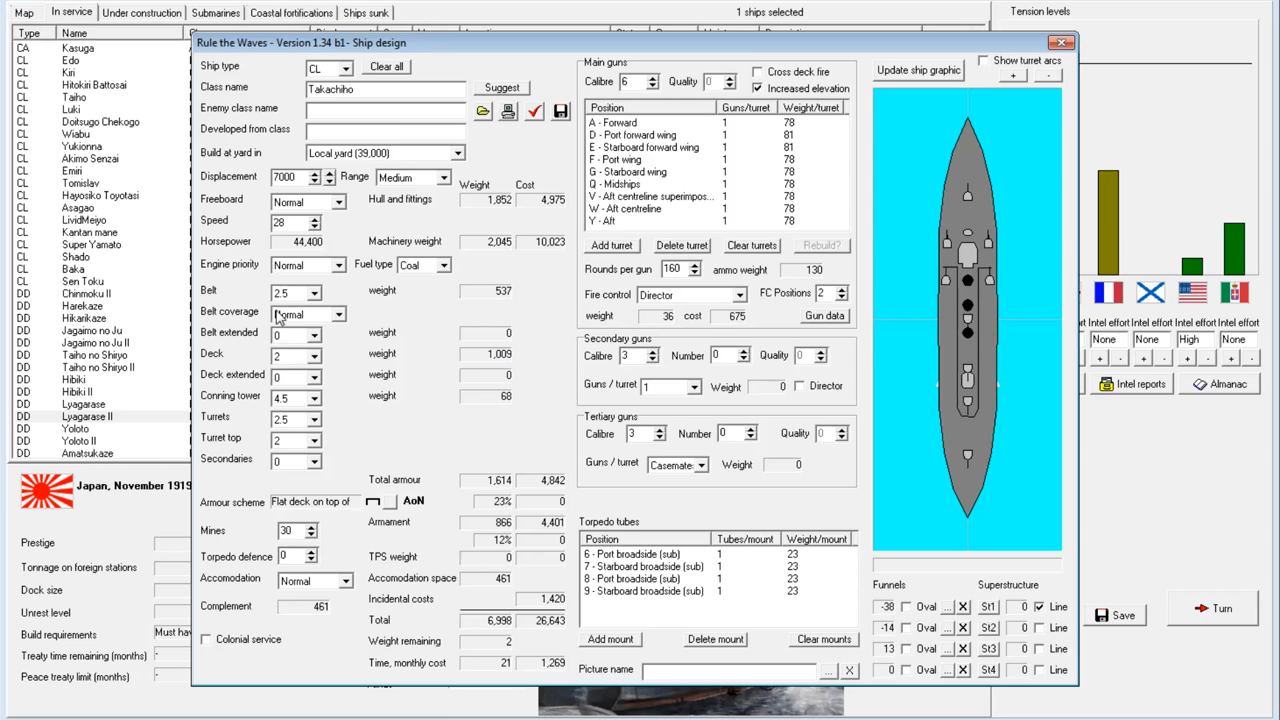 Map In service Under construction Submarines Coastal fortifications Ships sunk 1 ships selected Tension levels
Type Name
CA Kasuga
CL Edo
CL Kiri
CL Hitokiri Battosai
CL Taiho
CL Luki
CL Doitsugo Chekogo
CL Wiabu
CL Yukionna
CL Akimo Senzai
CL Emiri
CL Tomislav
CL Hayosiko Toyotasi
CL Asagao
CL LividMeiyo
CL Kantan mane
CL Super Yamato
CL Shado
CL Baka
CL Sen Toku
DD Chinmoku II
DD Harekaze
DD Hikarikaze
DD Jagaimo no Ju
DD Jagaimo no Ju II
DD Taiho no Shiryo
DD Taiho no Shiryo II
DD Hibiki
DD Hibiki II
DD Lyagarase
DD Lyagarase II
DD Yoloto
DD Yoloto II
DD Amatsukaze
Japan, November 1919
Prestige
Tonnage on foreign stations
Dock size
Unrest level
Build requirements Must hav
Treaty time remaining (months) -
Peace treaty limit (months) -
Rule the Waves - Version 1.34 b1- Ship design
Ship type CL Clear all
Class name Takachiho Suggest
Enemy class name
Developed from class
Build at yard in Local yard (39,000)
Displacement 7000 Range Medium Weight Cost
Freeboard Normal Hull and fittings 1,852 4,975
Speed 28
Horsepower 44,400 Machinery weight 2,045 10,023
Engine priority Normal Fuel type Coal
Belt 2.5 weight 537
Belt coverage Normal
Belt extended 0 weight 0
Deck 2 weight 1,009
Deck extended 0 weight 0
Conning tower 4.5 weight 68
Turrets 2.5
Turret top 2
Secondaries 0
Total armour 1,614 4,842
Armour scheme Flat deck on top of AoN 23% 0
Mines 30 Armament 866 4,401
12% 0
Torpedo defence 0 TPS weight 0 0
Accomodation Normal Accomodation space 461
Incidental costs 1,420
Complement 461
Total 6,998 26,643
Colonial service Weight remaining 2
Time, monthly cost 21 1,269
Main guns
Calibre 6 Quality 0 Cross deck fire
Increased elevation
Position Guns/turret Weight/turret
A - Forward 1 78
D - Port forward wing 1 81
E - Starboard forward wing 1 81
F - Port wing 1 78
G - Starboard wing 1 78
Q - Midships 1 78
V - Aft centreline superimpos... 1 78
W - Aft centreline 1 78
Y - Aft 1 78
Add turret Delete turret Clear turrets Rebuild?
Rounds per gun 160 ammo weight 130
Fire control Director FC Positions 2
weight 36 cost 675 Gun data
Secondary guns
Calibre 3 Number 0 Quality 0
Guns / turret 1 Weight 0 Director
Tertiary guns
Calibre 3 Number 0 Quality 0
Guns / turret Casemate Weight 0
Torpedo tubes
Position Tubes/mount Weight/mount
6 - Port broadside (sub) 1 23
7 - Starboard broadside (sub) 1 23
8 - Port broadside (sub) 1 23
9 - Starboard broadside (sub) 1 23
Add mount Delete mount Clear mounts
Picture name ... X
Update ship graphic Show turret arcs
+ -
Funnels Superstructure
-38 Oval ... X St1 0 Line
-14 Oval ... X St2 0 Line
13 Oval ... X St3 0 Line
0 Oval ... X St4 0 Line
Intel effort Intel effort Intel effort Intel effort
None None High None
+ - + - + - + -
Intel reports Almanac
Save Turn